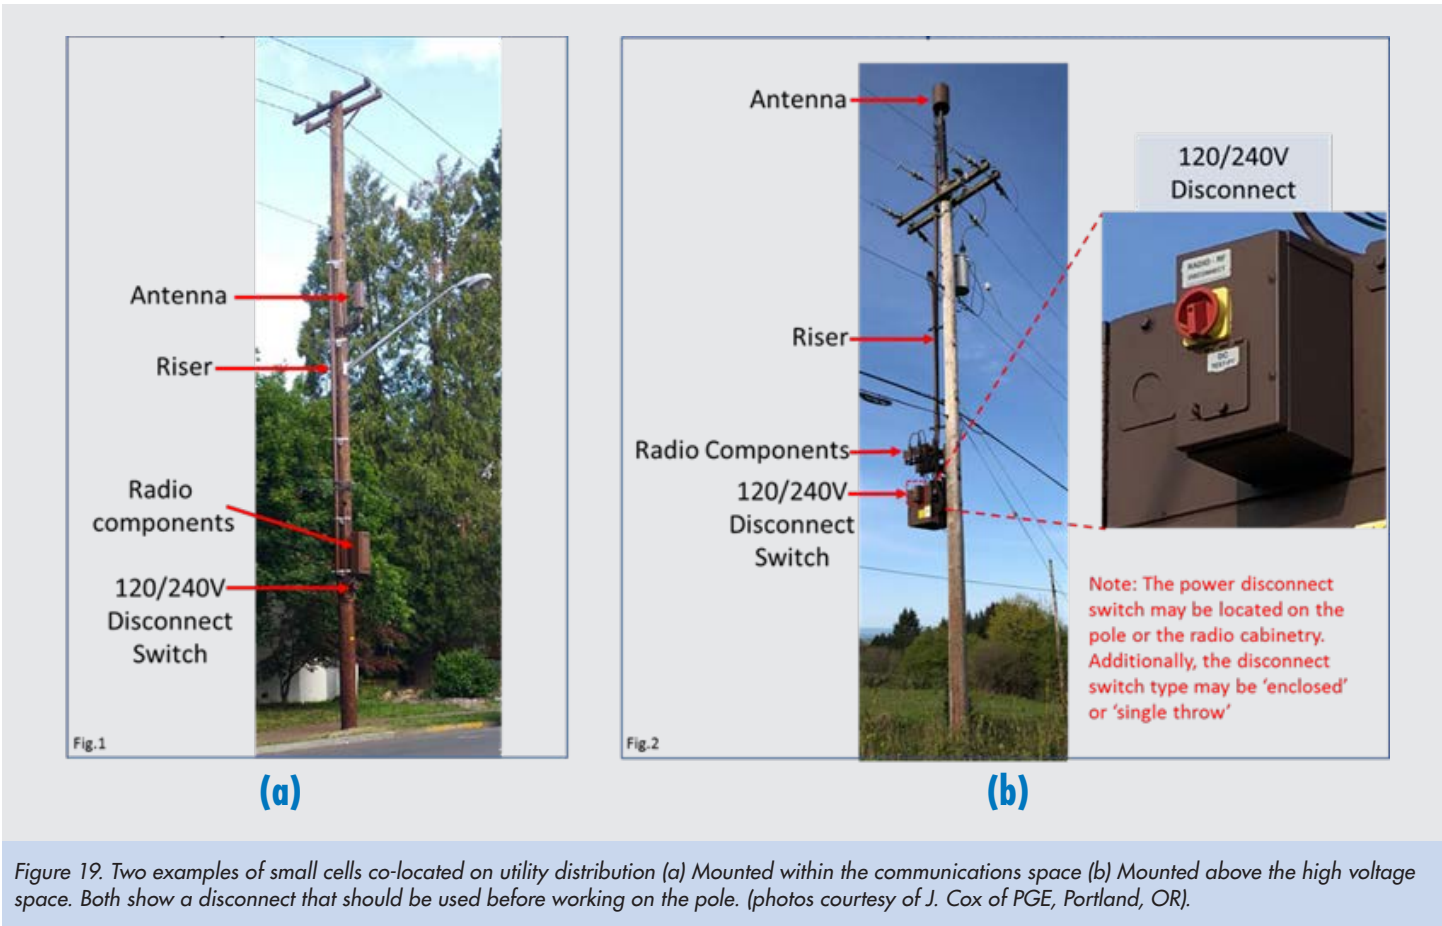 Antenna
Riser
Radio
components
120/240V
Disconnect
Switch
Fig.1
(a)
Antenna
Riser
Radio Components
120/240V
Disconnect
Switch
Fig.2
120/240V
Disconnect
RADIO - RF
DISCONNECT
DC
Note: The power disconnect
switch may be located on the
pole or the radio cabinetry.
Additionally, the disconnect
switch type may be ‘enclosed’
or ‘single throw’
(b)
Figure 19. Two examples of small cells co-located on utility distribution (a) Mounted within the communications space (b) Mounted above the high voltage
space. Both show a disconnect that should be used before working on the pole. (photos courtesy of J. Cox of PGE, Portland, OR).